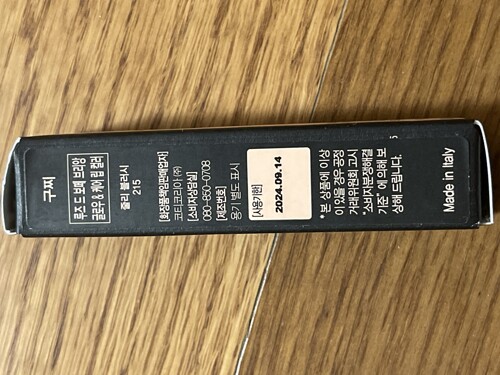 구찌
루즈 드 보떼 브리앙
글로우 & 케어 립 컬러
줄리 블러시
215
[화장품책임판매업자]
코티코리아(주)
[소비자상담실]
080-850-0708
[제조번호]
용기 별도 표시
[사용기한]
2024.09.14
* 본 상품에 이상
이 있을 경우 공정
거래위원회 고시
"소비자분쟁해결
기준" 에 의해 보
상해 드립니다.
Made in Italy